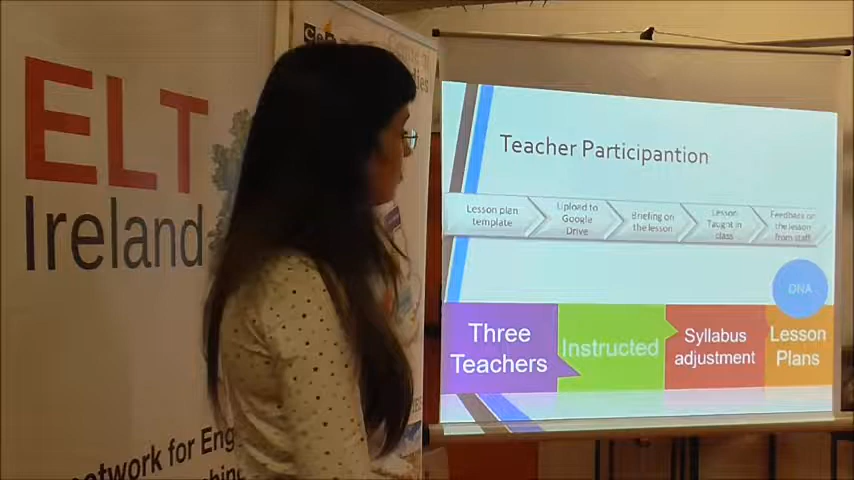 ELT
Ireland
network for Eng
Teacher Participantion
Lesson plan
template
Upload to
Google
Drive
Briefing on
the lesson
Lesson
Taught in
class
Feedback on
the lesson
from staff
DNA
Three
Teachers
Instructed
Syllabus
adjustment
Lesson
Plans